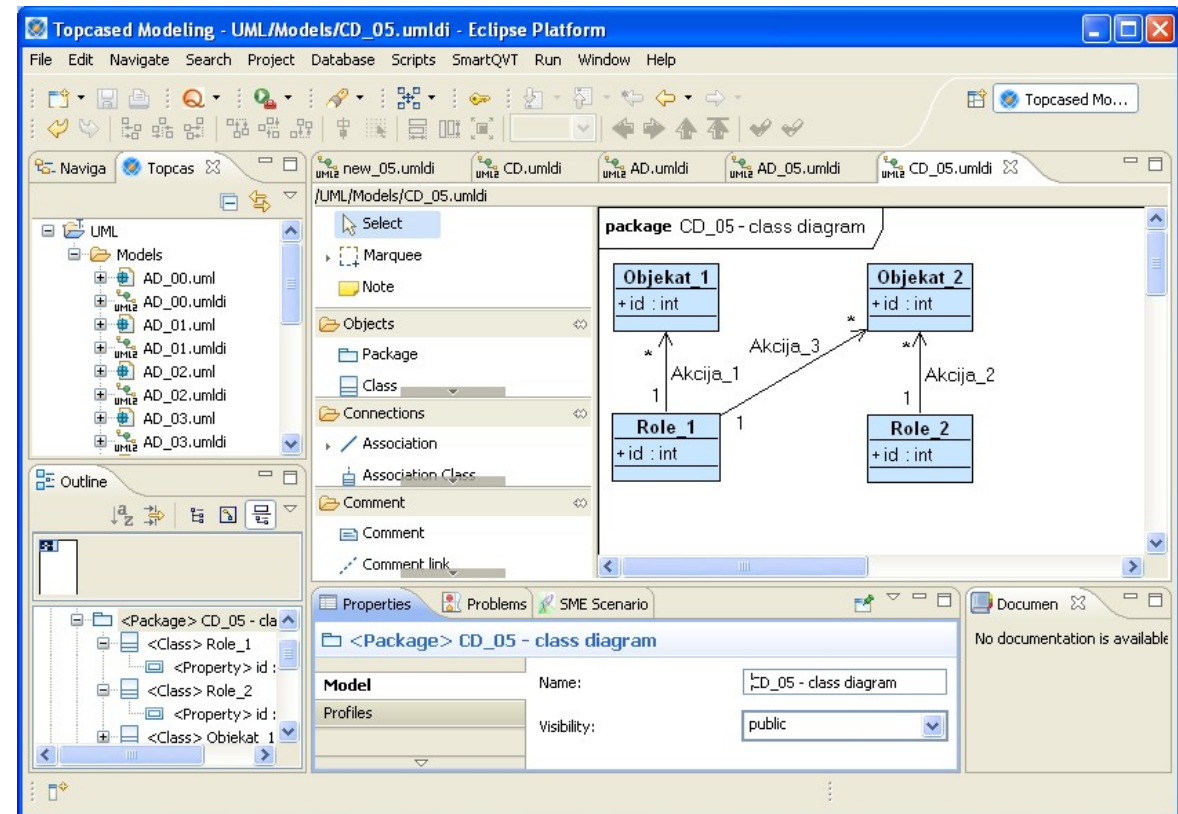 Topcased Modeling - UML/Models/CD_05.umldi - Eclipse Platform
File Edit Navigate Search Project Database Scripts SmartQVT Run Window Help
Topcased Mo...
Naviga Topcas
new_05.umldi CD.umldi AD.umldi AD_05.umldi CD_05.umldi
/UML/Models/CD_05.umldi
UML
Models
AD_00.uml
AD_00.umldi
AD_01.uml
AD_01.umldi
AD_02.uml
AD_02.umldi
AD_03.uml
AD_03.umldi
Select
Marquee
Note
Objects
Package
Class
Connections
Association
Association Class
Comment
Comment
Comment link
package CD_05 - class diagram
Objekat_1
+ id : int
Objekat_2
+ id : int
*
*
*
Akcija_3
Akcija_1
Akcija_2
1
1
1
Role_1
+ id : int
Role_2
+ id : int
Outline
<Package> CD_05 - cla
<Class> Role_1
<Property> id :
<Class> Role_2
<Property> id :
<Class> Objekat_1
Properties Problems SME Scenario
<Package> CD_05 - class diagram
Model
Profiles
Name: CD_05 - class diagram
Visibility: public
Documen
No documentation is available